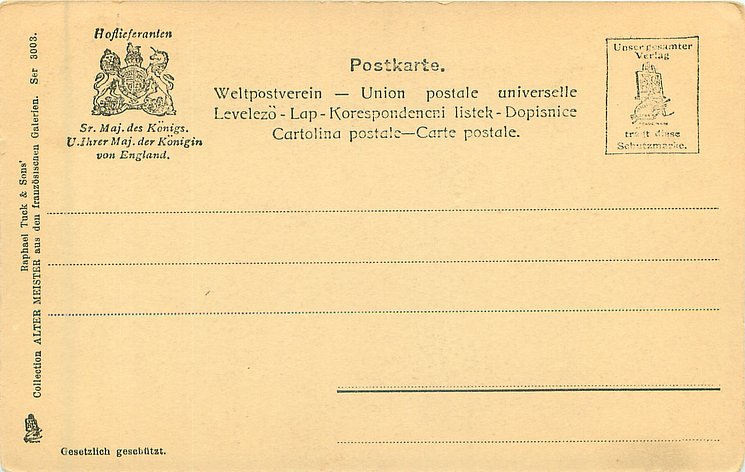 Hoflieferanten
Sr. Maj. des Königs.
U. Ihrer Maj. der Königin
von England.
Postkarte.
Weltpostverein — Union postale universelle
Levelezö - Lap - Korespondencni listek - Dopisnice
Cartolina postale—Carte postale.
Unser gesamter
Verlag
trägt diese
Schutzmarke.
Raphael Tuck & Sons'
Collection ALTER MEISTER aus den französischen Galerien. Ser 3003.
Gesetzlich geschützt.